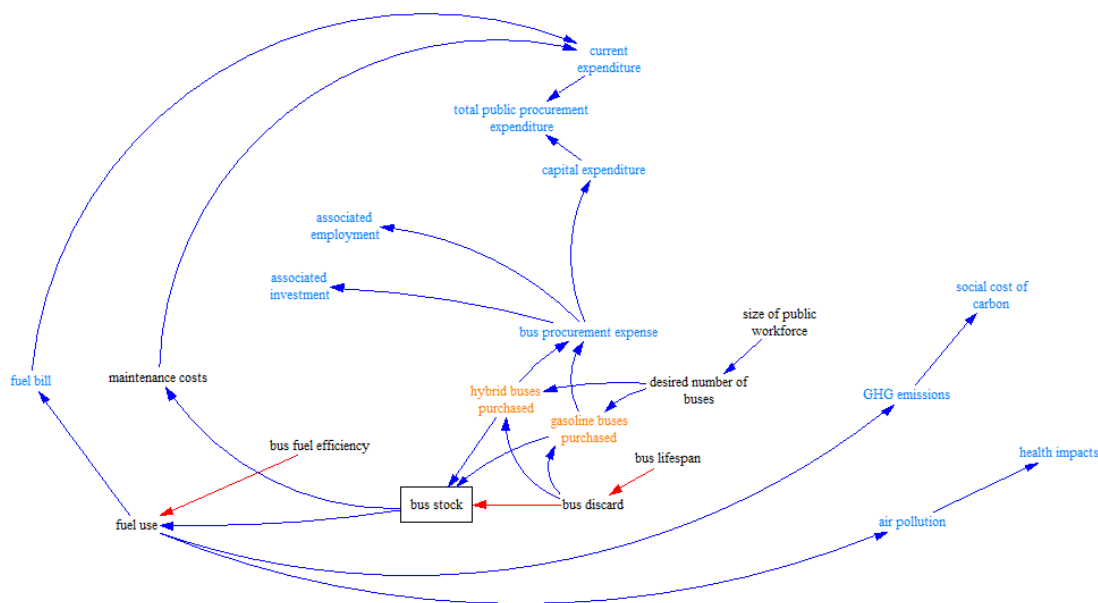 current
expenditure
total public procurement
expenditure
capital expenditure
associated
employment
associated
investment
social cost of
carbon
size of public
workforce
bus procurement expense
fuel bill
maintenance costs
hybrid buses
purchased
desired number of
buses
GHG emissions
gasoline buses
purchased
bus fuel efficiency
bus lifespan
health impacts
bus stock
bus discard
fuel use
air pollution